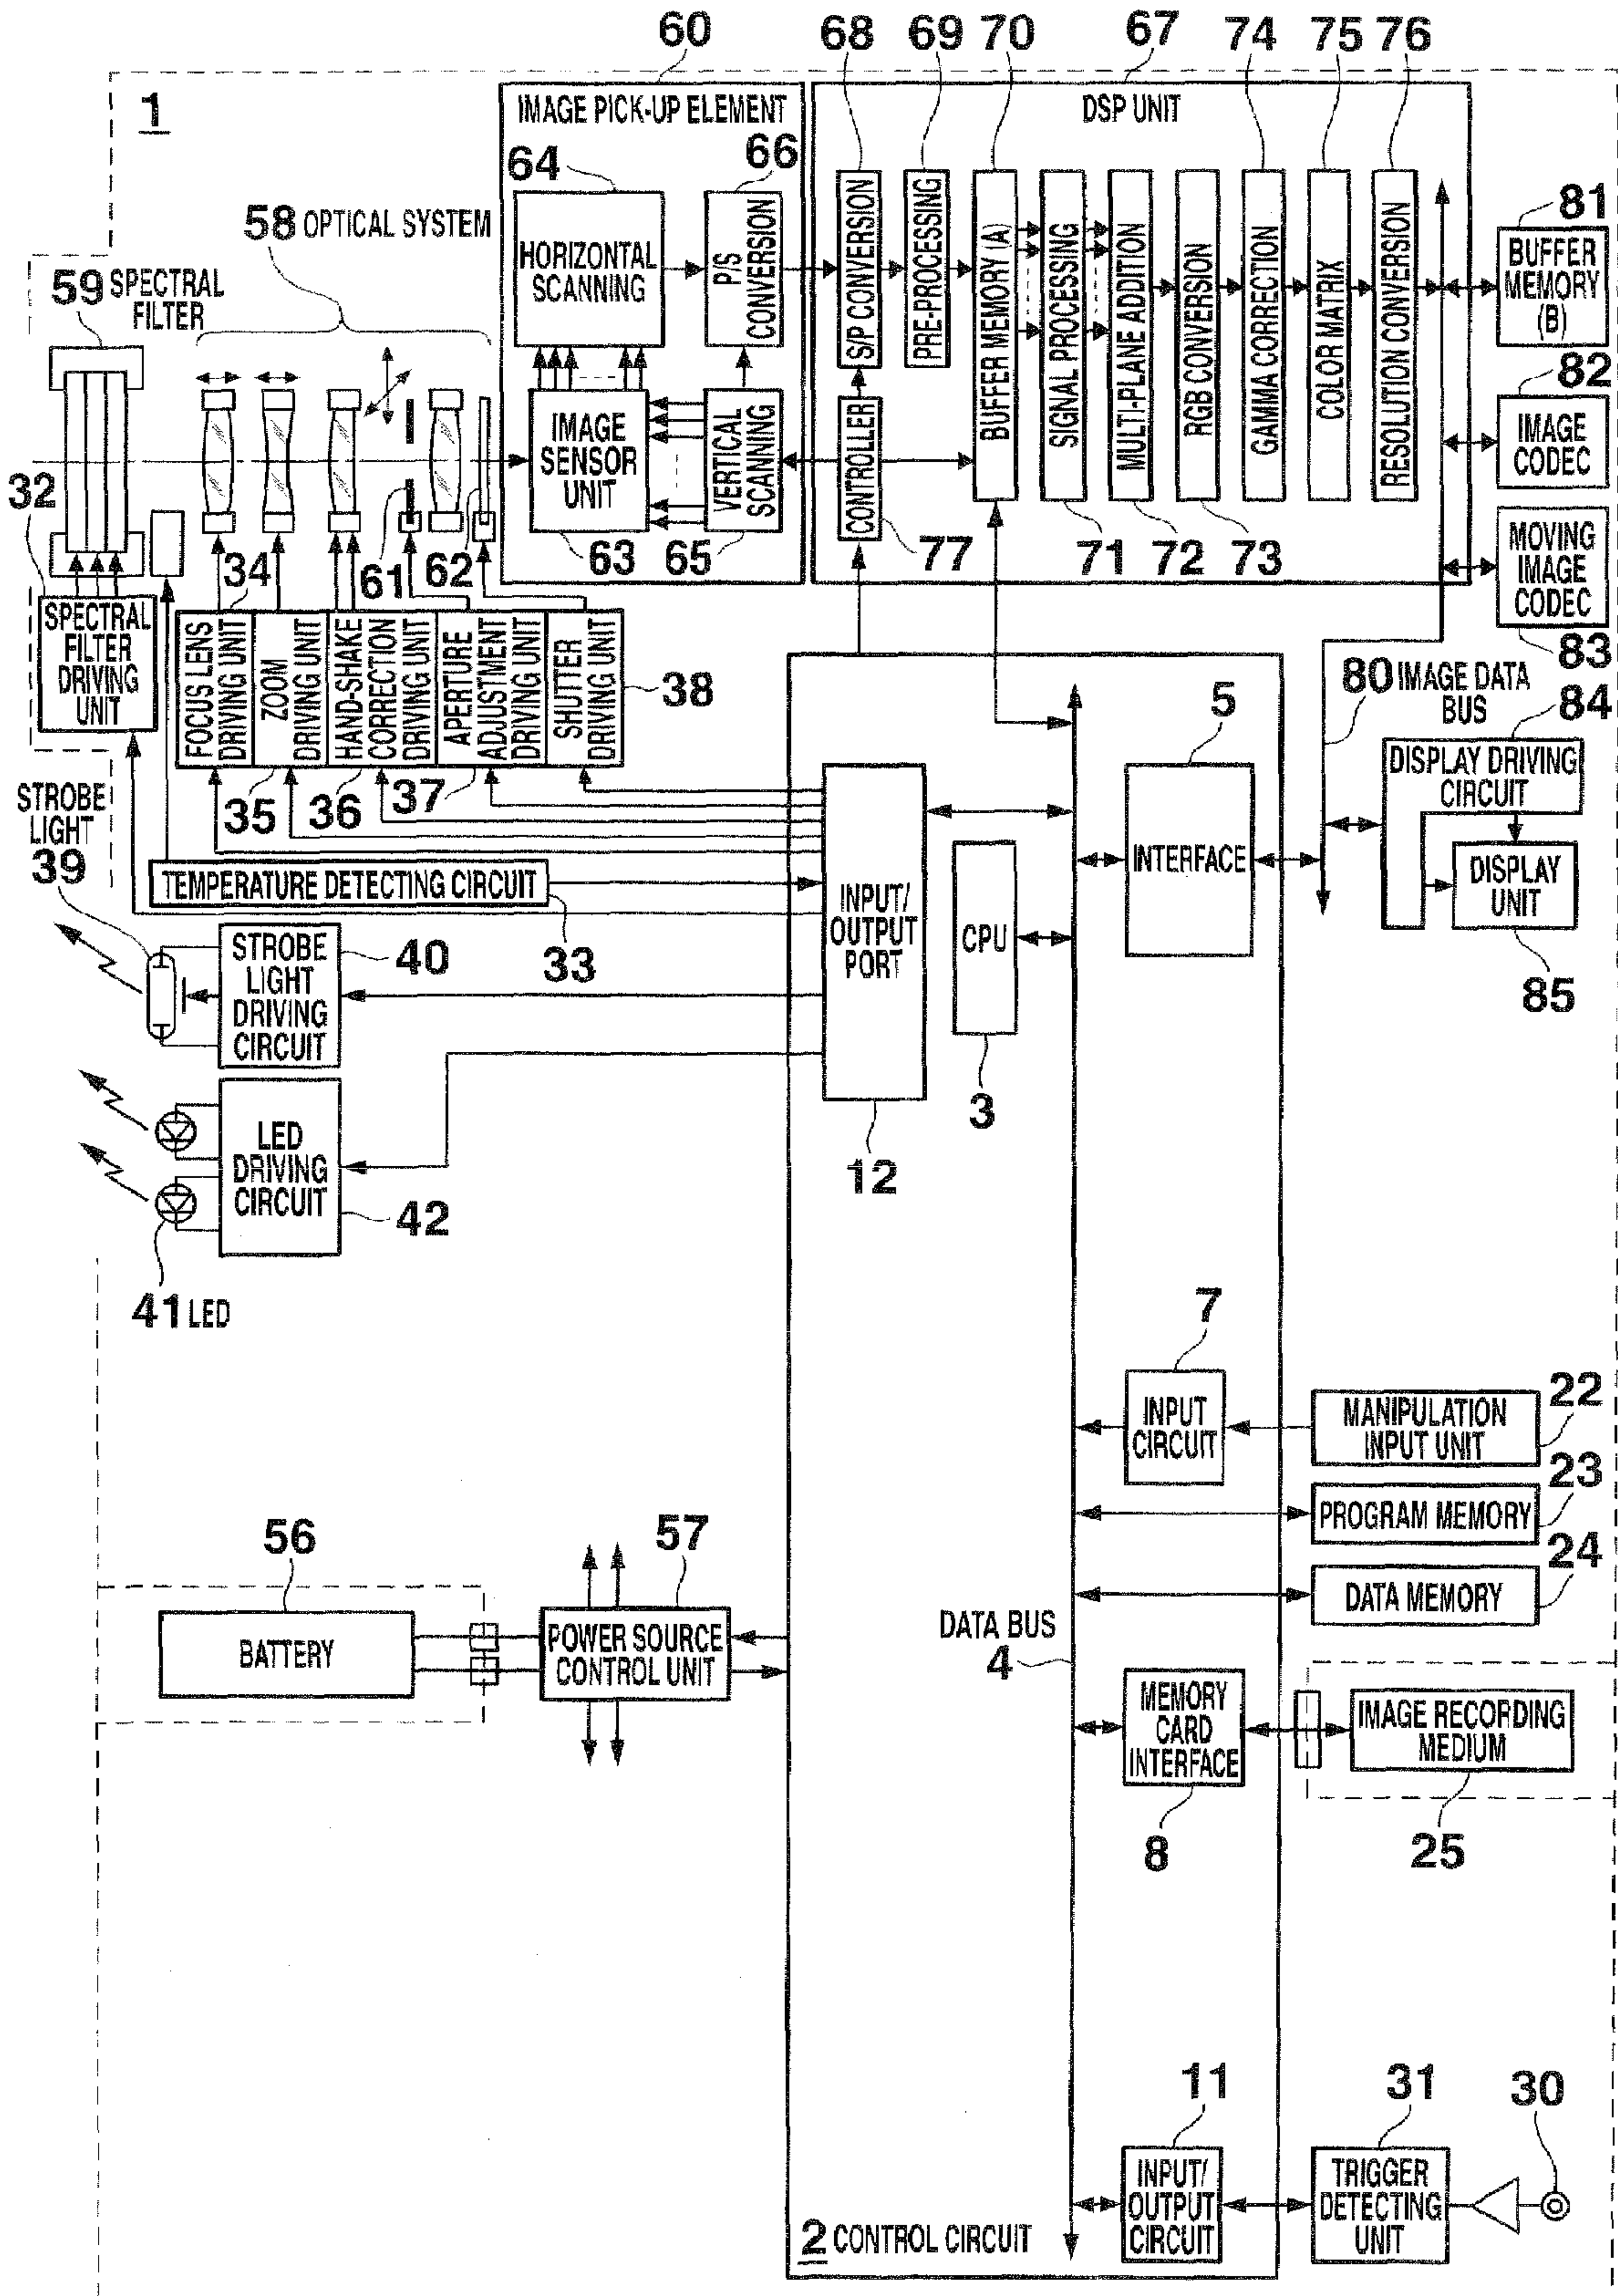 60
68
69
70
67
74
75
76
1
IMAGE PICK-UP ELEMENT
DSP UNIT
64
66
58 OPTICAL SYSTEM
59 SPECTRAL
FILTER
HORIZONTAL
SCANNING
P/S
CONVERSION
S/P CONVERSION
PRE-PROCESSING
BUFFER MEMORY (A)
SIGNAL PROCESSING
MULTI-PLANE ADDITION
RGB CONVERSION
GAMMA CORRECTION
COLOR MATRIX
RESOLUTION CONVERSION
81
BUFFER
MEMORY
(B)
82
IMAGE
CODEC
MOVING
IMAGE
CODEC
83
32
IMAGE
SENSOR
UNIT
VERTICAL
SCANNING
CONTROLLER
34
61
62
63
65
77
71
72
73
SPECTRAL
FILTER
DRIVING
UNIT
FOCUS LENS
DRIVING UNIT
ZOOM
DRIVING UNIT
HAND-SHAKE
CORRECTION
DRIVING UNIT
APERTURE
ADJUSTMENT
DRIVING UNIT
SHUTTER
DRIVING UNIT
38
35
36
37
5
80 IMAGE DATA
BUS
84
DISPLAY DRIVING
CIRCUIT
DISPLAY
UNIT
85
STROBE
LIGHT
39
TEMPERATURE DETECTING CIRCUIT
33
INPUT/
OUTPUT
PORT
12
CPU
3
INTERFACE
STROBE
LIGHT
DRIVING
CIRCUIT
40
LED
DRIVING
CIRCUIT
42
41 LED
7
INPUT
CIRCUIT
MANIPULATION
INPUT UNIT
22
PROGRAM MEMORY
23
DATA MEMORY
24
56
BATTERY
57
POWER SOURCE
CONTROL UNIT
DATA BUS
4
MEMORY
CARD
INTERFACE
8
IMAGE RECORDING
MEDIUM
25
11
INPUT/
OUTPUT
CIRCUIT
31
TRIGGER
DETECTING
UNIT
30
2 CONTROL CIRCUIT